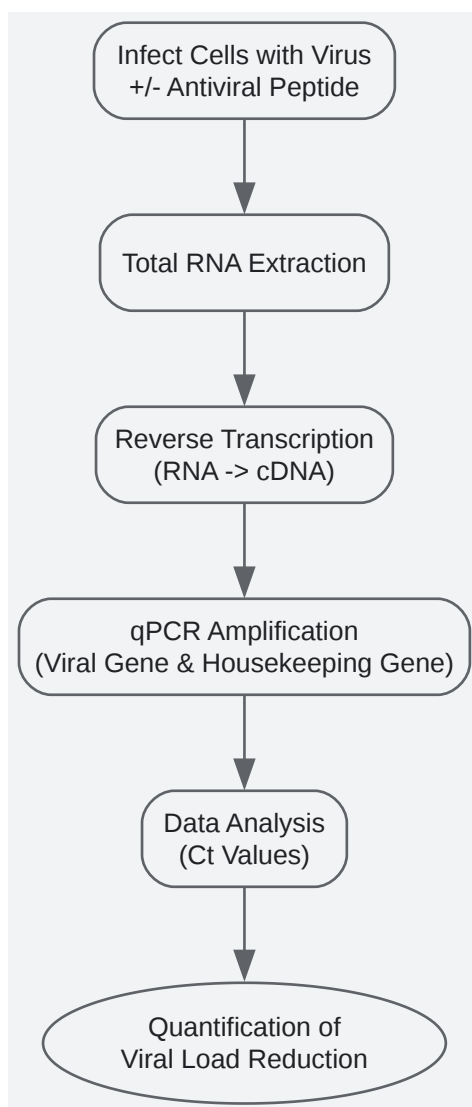 Infect Cells with Virus
+/- Antiviral Peptide
Total RNA Extraction
Reverse Transcription
(RNA -> cDNA)
qPCR Amplification
(Viral Gene & Housekeeping Gene)
Data Analysis
(Ct Values)
Quantification of
Viral Load Reduction